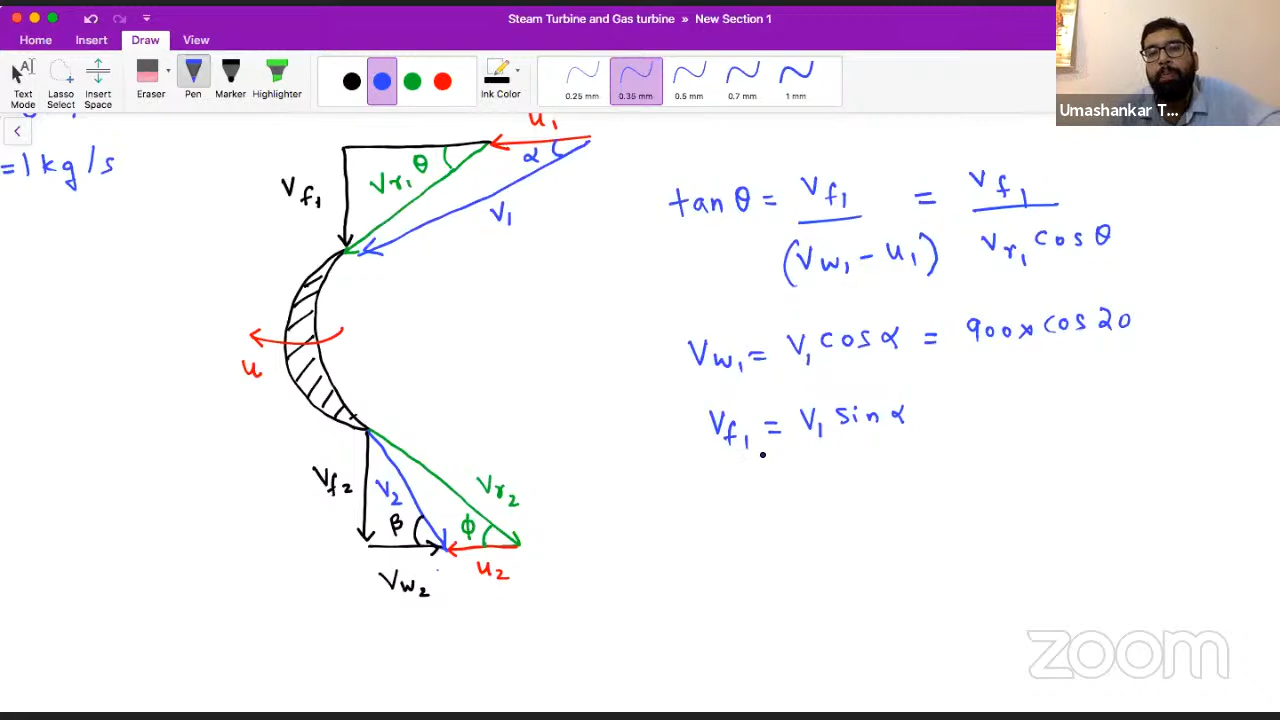 Steam Turbine and Gas turbine » New Section 1
Home Insert Draw View
Text Mode
Lasso Select
Insert Space
Eraser
Pen
Marker
Highlighter
Ink Color
0.25 mm
0.35 mm
0.5 mm
0.7 mm
1 mm
Umashankar T...
= 1 kg/s
u₁
α
θ
Vr₁
Vf₁
V₁
u
Vf₂
V₂
Vr₂
β
φ
u₂
Vw₂
tan θ = Vf₁ / (Vw₁ - u₁) = Vf₁ / Vr₁ cos θ
Vw₁ = V₁ cos α = 900 × cos 20
Vf₁ = V₁ sin α
zoom